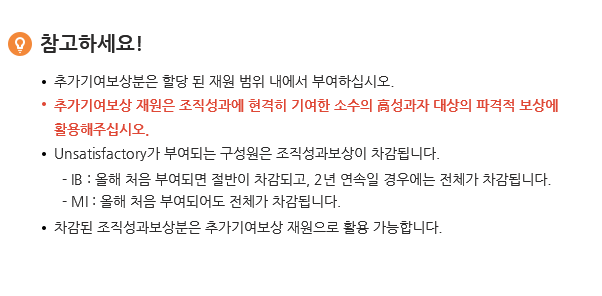 참고하세요!
• 추가기여보상분은 할당 된 재원 범위 내에서 부여하십시오.
• 추가기여보상 재원은 조직성과에 현격히 기여한 소수의 高성과자 대상의 파격적 보상에
활용해주십시오.
• Unsatisfactory가 부여되는 구성원은 조직성과보상이 차감됩니다.
- IB : 올해 처음 부여되면 절반이 차감되고, 2년 연속일 경우에는 전체가 차감됩니다.
- MI : 올해 처음 부여되어도 전체가 차감됩니다.
• 차감된 조직성과보상분은 추가기여보상 재원으로 활용 가능합니다.